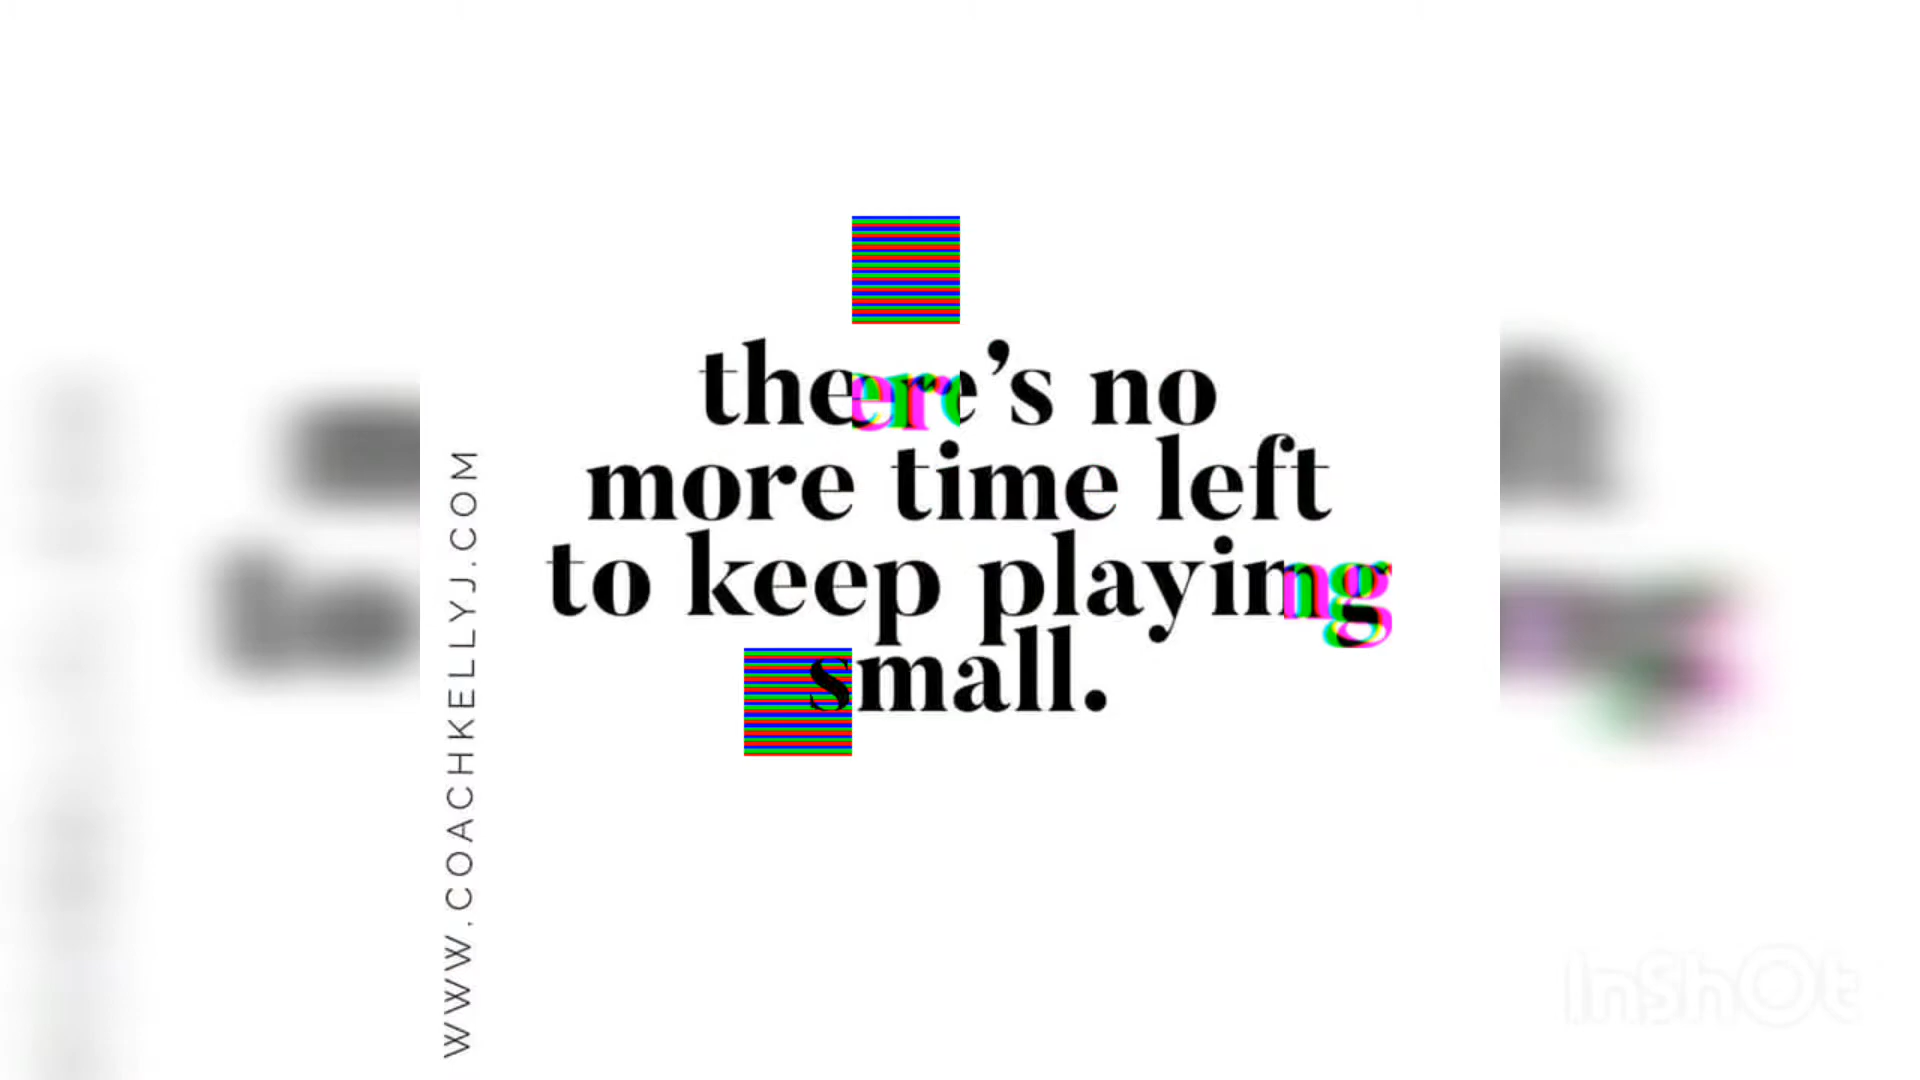 there's no
more time left
to keep playing
small.
WWW.COACHKELLYJ.COM
InShOt